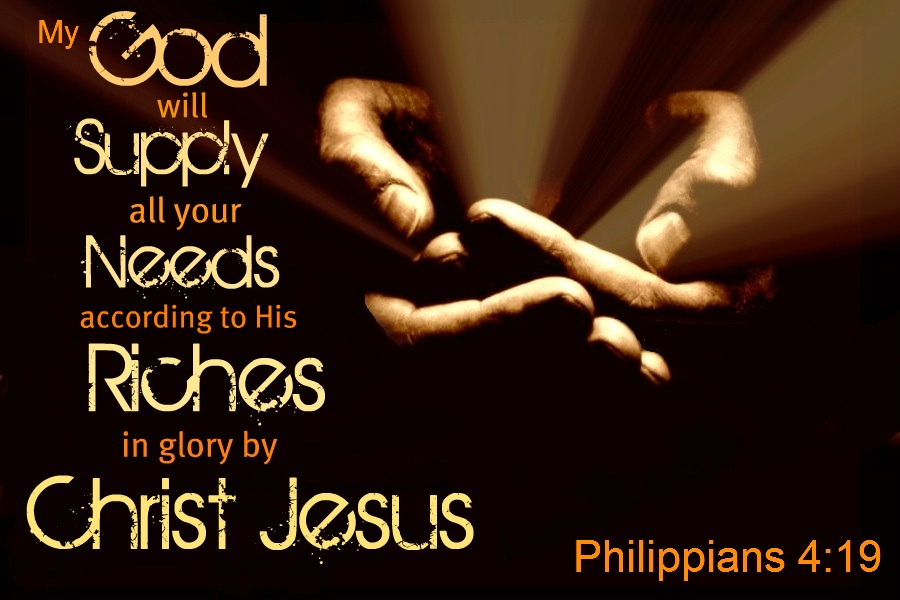 My God
will
Supply
all your
Needs
according to His
Riches
in glory by
Christ Jesus
Philippians 4:19